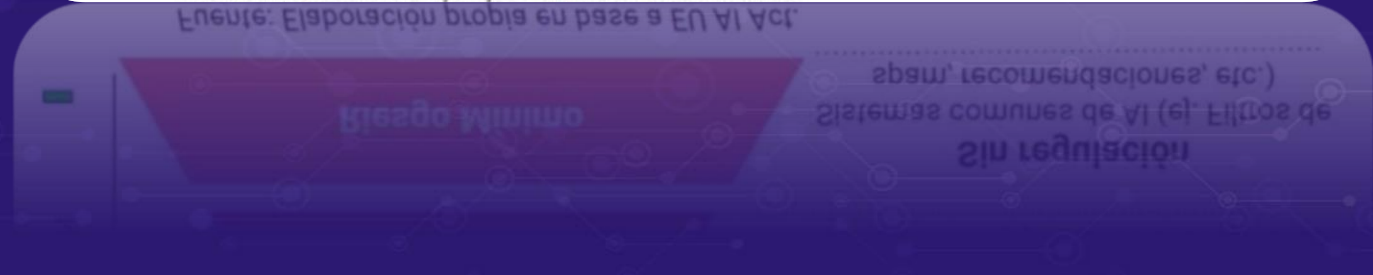 Fuente: Elaboración propia en base a EU AI Act.
spam, recomendaciones, etc.)
Sistemas comunes de AI (ej. Filtros de
Sin regulación
Riesgo Mínimo